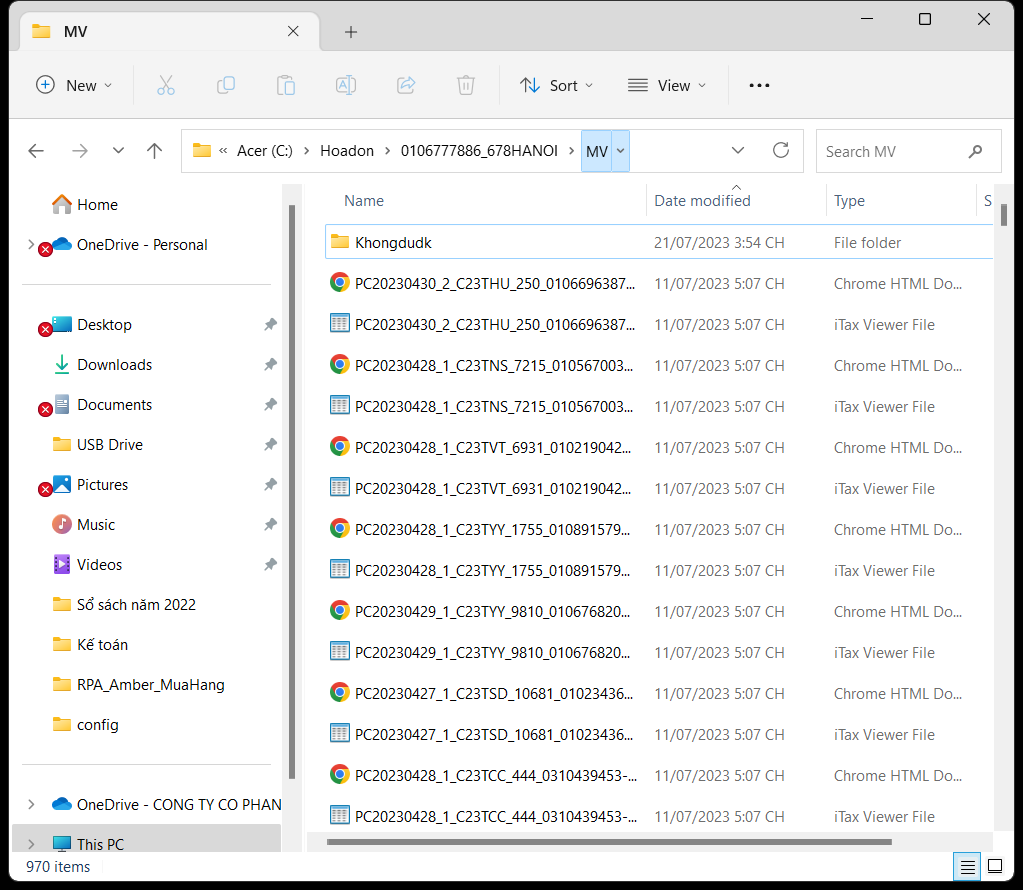 MV
New
Sort
View
« Acer (C:) > Hoadon > 0106777886_678HANOI > MV
Search MV
Home
OneDrive - Personal
Desktop
Downloads
Documents
USB Drive
Pictures
Music
Videos
Sổ sách năm 2022
Kế toán
RPA_Amber_MuaHang
config
OneDrive - CONG TY CO PHAN
This PC
Name Date modified Type S
Khongdudk 21/07/2023 3:54 CH File folder
PC20230430_2_C23THU_250_0106696387... 11/07/2023 5:07 CH Chrome HTML Do...
PC20230430_2_C23THU_250_0106696387... 11/07/2023 5:07 CH iTax Viewer File
PC20230428_1_C23TNS_7215_010567003... 11/07/2023 5:07 CH Chrome HTML Do...
PC20230428_1_C23TNS_7215_010567003... 11/07/2023 5:07 CH iTax Viewer File
PC20230428_1_C23TVT_6931_010219042... 11/07/2023 5:07 CH Chrome HTML Do...
PC20230428_1_C23TVT_6931_010219042... 11/07/2023 5:07 CH iTax Viewer File
PC20230428_1_C23TYY_1755_010891579... 11/07/2023 5:07 CH Chrome HTML Do...
PC20230428_1_C23TYY_1755_010891579... 11/07/2023 5:07 CH iTax Viewer File
PC20230429_1_C23TYY_9810_010676820... 11/07/2023 5:07 CH Chrome HTML Do...
PC20230429_1_C23TYY_9810_010676820... 11/07/2023 5:07 CH iTax Viewer File
PC20230427_1_C23TSD_10681_01023436... 11/07/2023 5:07 CH Chrome HTML Do...
PC20230427_1_C23TSD_10681_01023436... 11/07/2023 5:07 CH iTax Viewer File
PC20230428_1_C23TCC_444_0310439453-... 11/07/2023 5:07 CH Chrome HTML Do...
PC20230428_1_C23TCC_444_0310439453-... 11/07/2023 5:07 CH iTax Viewer File
970 items